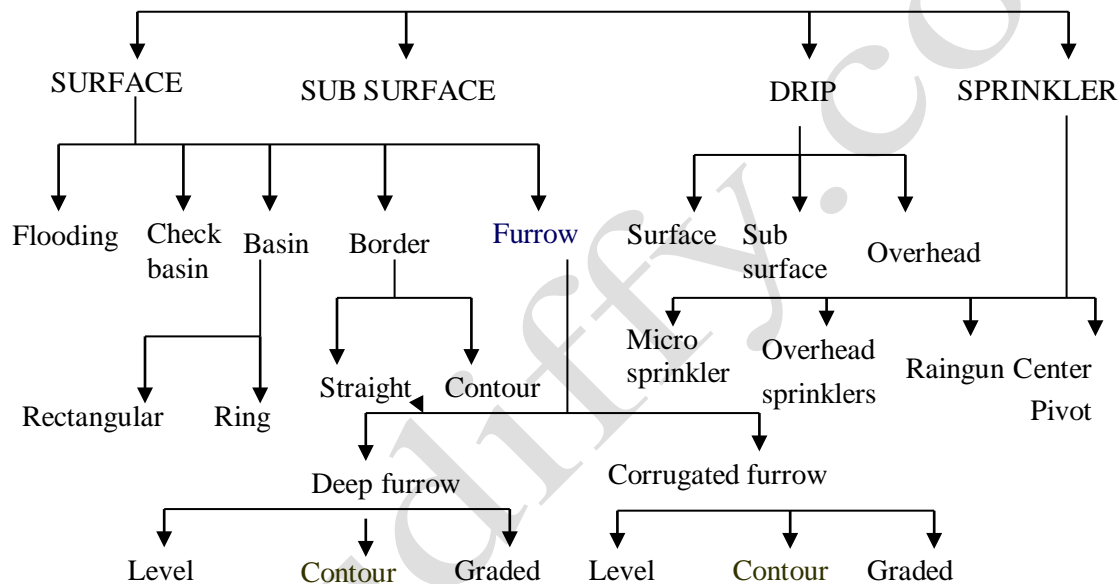 SURFACE SUB SURFACE DRIP SPRINKLER
Flooding Check basin Basin Border Furrow Surface Sub surface Overhead
Micro sprinkler Overhead sprinklers Raingun Center Pivot
Rectangular Ring Straight Contour
Deep furrow Corrugated furrow
Level Contour Graded Level Contour Graded